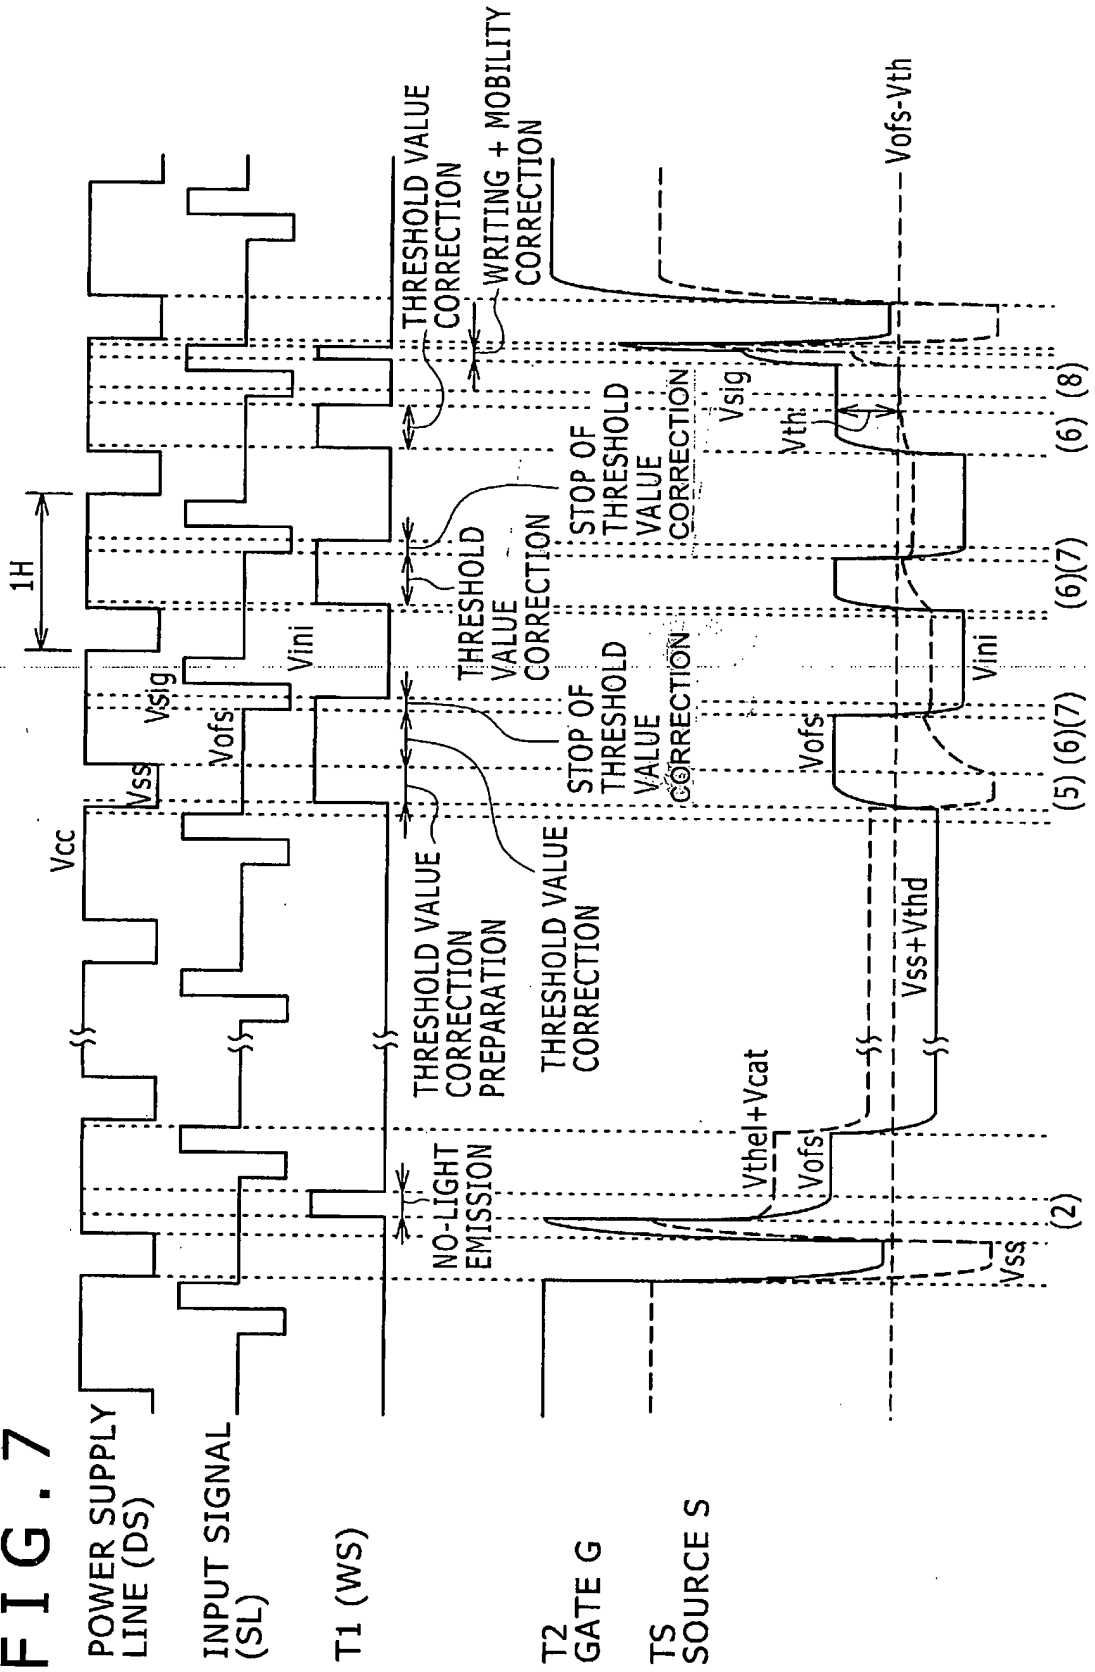 FIG. 7
POWER SUPPLY
LINE (DS)
Vcc
Vss
1H
INPUT SIGNAL
(SL)
Vsig
Vofs
Vini
T1 (WS)
NO-LIGHT
EMISSION
THRESHOLD VALUE
CORRECTION
PREPARATION
THRESHOLD VALUE
CORRECTION
STOP OF
THRESHOLD
VALUE
CORRECTION
THRESHOLD
VALUE
CORRECTION
STOP OF
THRESHOLD
VALUE
CORRECTION
THRESHOLD VALUE
CORRECTION
WRITING + MOBILITY
CORRECTION
T2
GATE G
TS
SOURCE S
Vss
Vthel+Vcat
Vofs
Vss+Vthd
Vofs
Vini
Vth
Vsig
Vofs-Vth
(2)
(5)
(6)
(7)
(6)
(7)
(6)
(8)